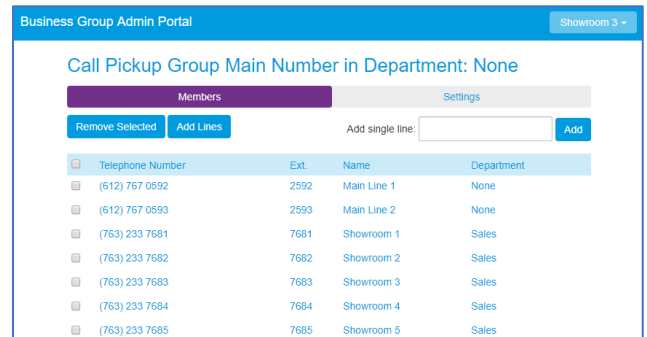 Business Group Admin Portal Showroom 3
Call Pickup Group Main Number in Department: None
Members Settings
Remove Selected Add Lines Add single line: Add
Telephone Number Ext. Name Department
(612) 767 0592 2592 Main Line 1 None
(612) 767 0593 2593 Main Line 2 None
(763) 233 7681 7681 Showroom 1 Sales
(763) 233 7682 7682 Showroom 2 Sales
(763) 233 7683 7683 Showroom 3 Sales
(763) 233 7684 7684 Showroom 4 Sales
(763) 233 7685 7685 Showroom 5 Sales